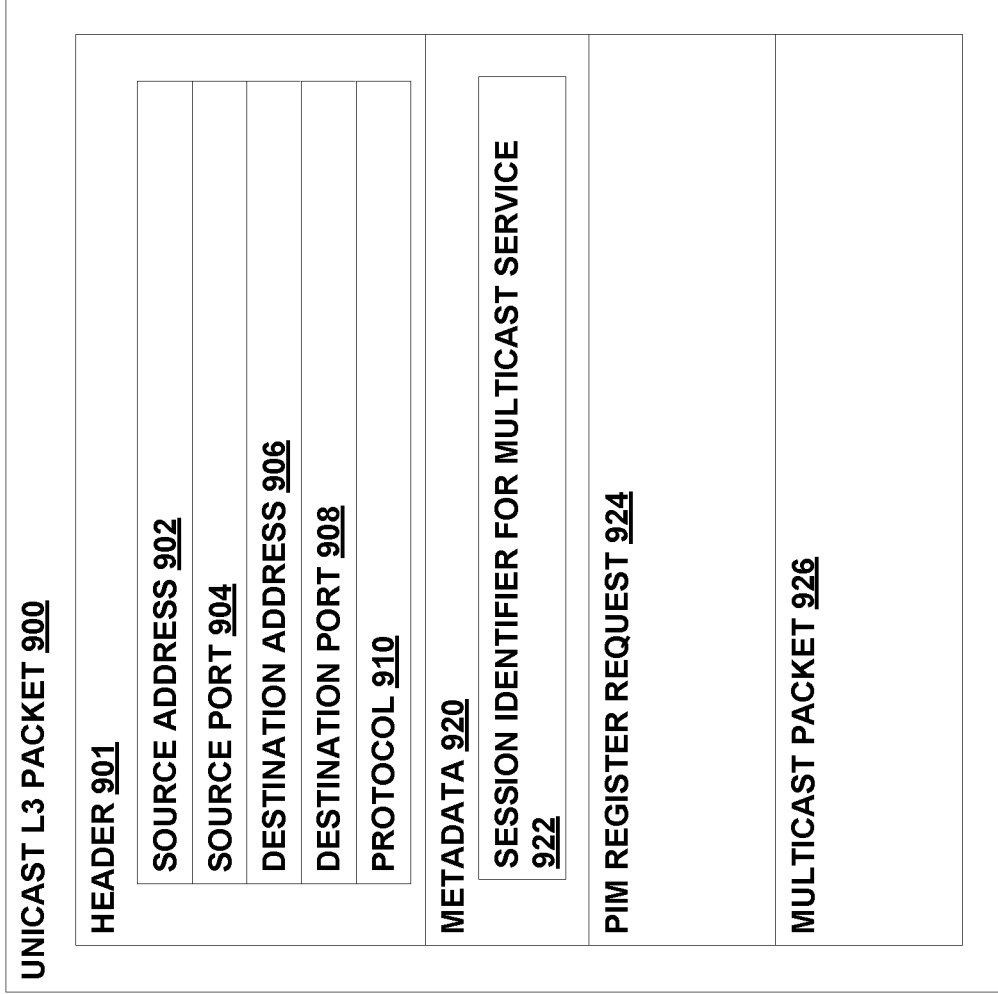 UNICAST L3 PACKET 900
HEADER 901
SOURCE ADDRESS 902
SOURCE PORT 904
DESTINATION ADDRESS 906
DESTINATION PORT 908
PROTOCOL 910
METADATA 920
SESSION IDENTIFIER FOR MULTICAST SERVICE
922
PIM REGISTER REQUEST 924
MULTICAST PACKET 926